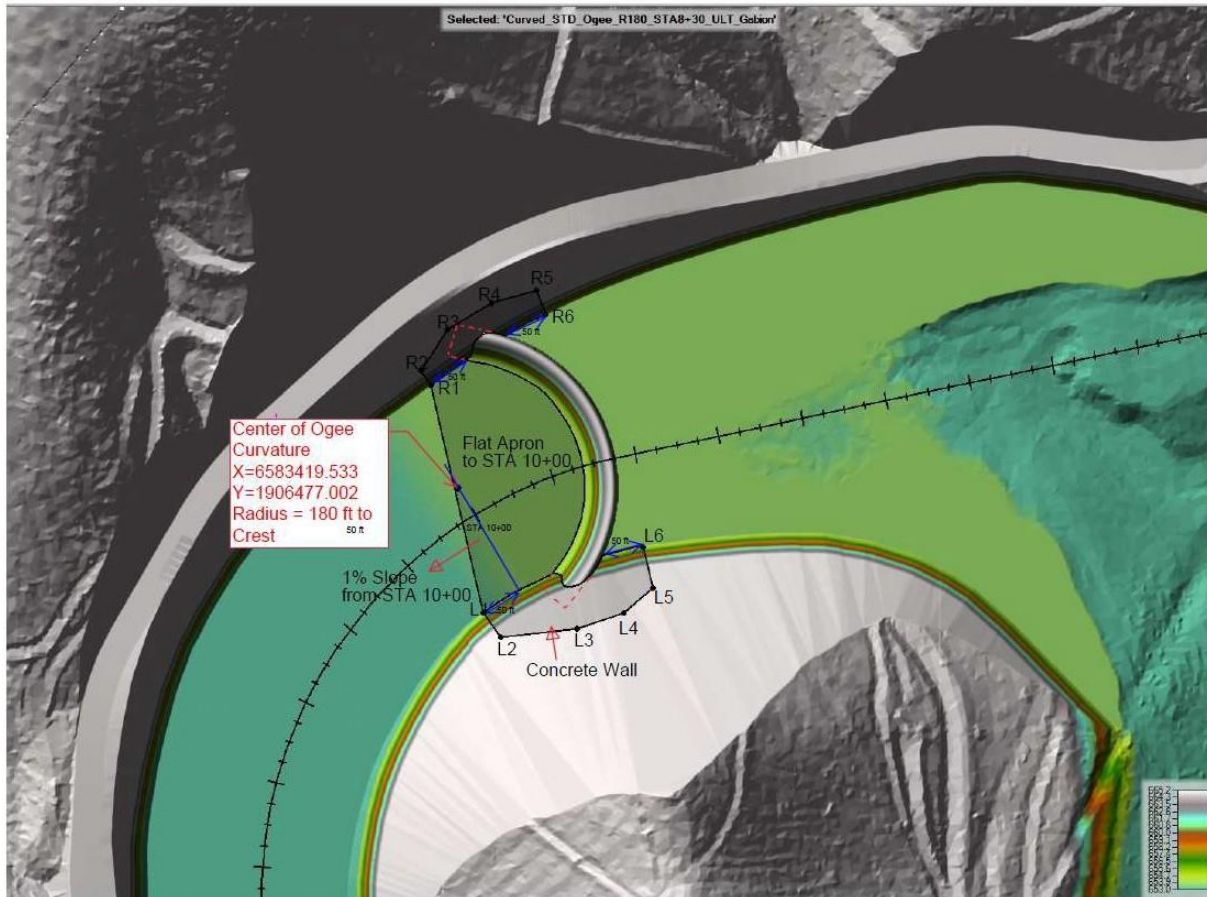 Selected: 'Curved_STD_Ogee_R180_STA8+30_ULT_Gabion'
R5
R4
R6
50 ft
R3
R2
50 ft
R1
Center of Ogee
Curvature
X=6583419.533
Y=1906477.002
Radius = 180 ft to
Crest
50 ft
Flat Apron
to STA 10+00
STA 10+00
50 ft
L6
1% Slope
from STA 10+00
50 ft
L5
L2
L3
L4
Concrete Wall